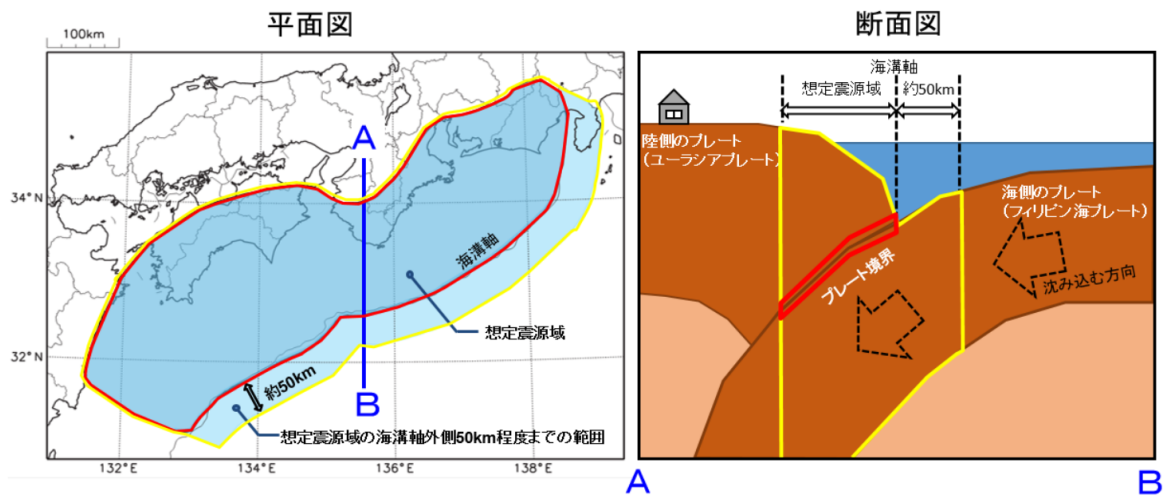 平面図
100km
34°N
32°N
132°E
134°E
136°E
138°E
A
B
海溝軸
想定震源域
約50km
想定震源域の海溝軸外側50km程度までの範囲
断面図
海溝軸
想定震源域
約50km
陸側のプレート
(ユーラシアプレート)
海側のプレート
(フィリピン海プレート)
プレート境界
沈み込む方向
A
B